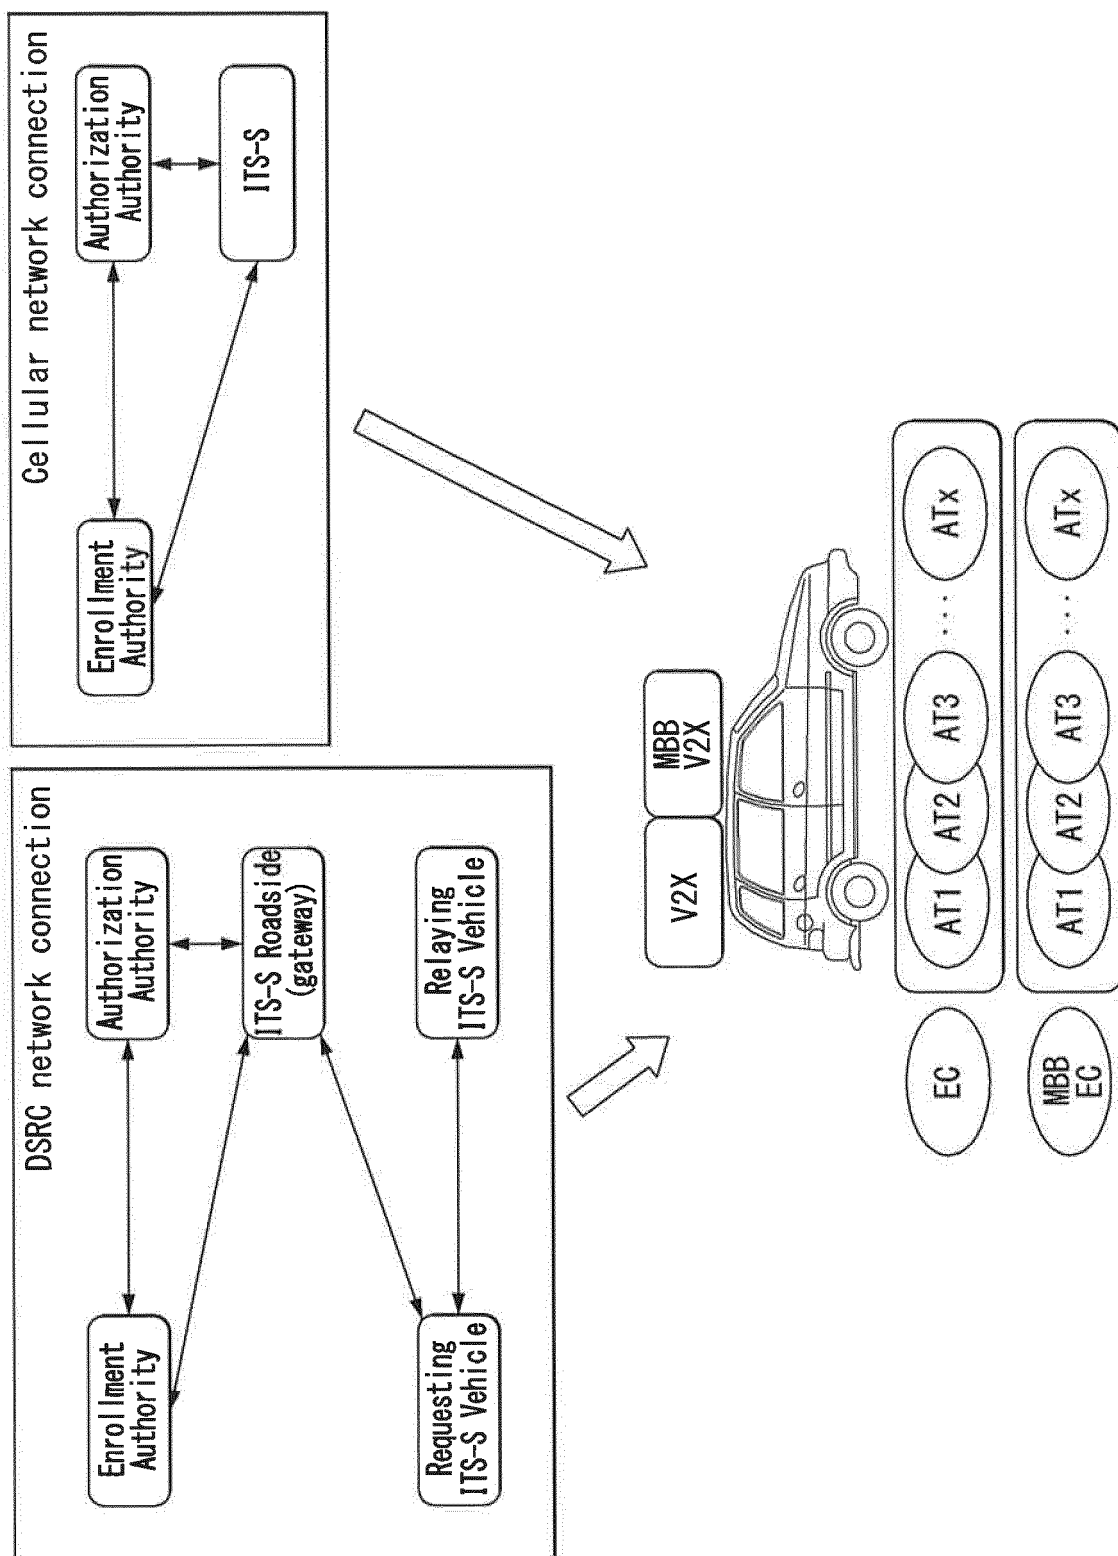 DSRC network connection
Enrollment
Authority
Authorization
Authority
ITS-S Roadside
(gateway)
Requesting
ITS-S Vehicle
Relaying
ITS-S Vehicle
Cellular network connection
Enrollment
Authority
Authorization
Authority
ITS-S
V2X
MBB
V2X
EC
AT1
AT2
AT3
...
ATx
MBB
EC
AT1
AT2
AT3
...
ATx